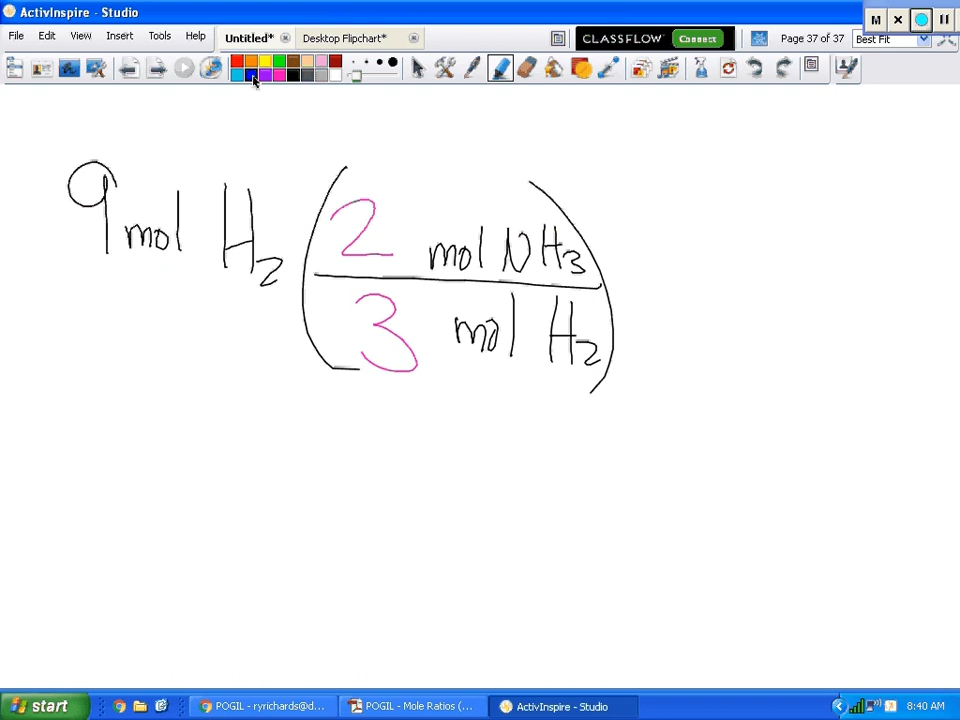 ActivInspire - Studio
M
File Edit View Insert Tools Help
Untitled* Desktop Flipchart*
CLASSFLOW Connect
Page 37 of 37 Best Fit
9 mol H2 (2 mol NH3
3 mol H2)
start
POGIL - ryrichards@d...
POGIL - Mole Ratios (...
ActivInspire - Studio
8:40 AM